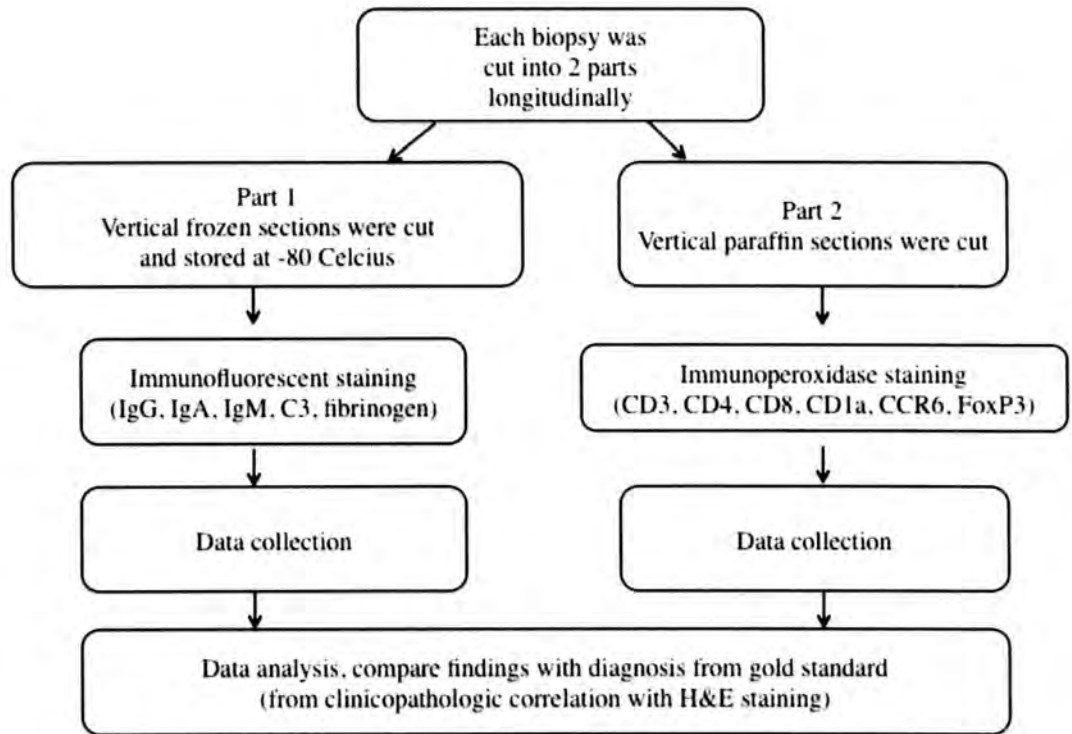 Each biopsy was
cut into 2 parts
longitudinally
Part 1
Vertical frozen sections were cut
and stored at -80 Celcius
Part 2
Vertical paraffin sections were cut
Immunofluorescent staining
(IgG, IgA, IgM, C3, fibrinogen)
Immunoperoxidase staining
(CD3, CD4, CD8, CD1a, CCR6, FoxP3)
Data collection
Data collection
Data analysis, compare findings with diagnosis from gold standard
(from clinicopathologic correlation with H&E staining)